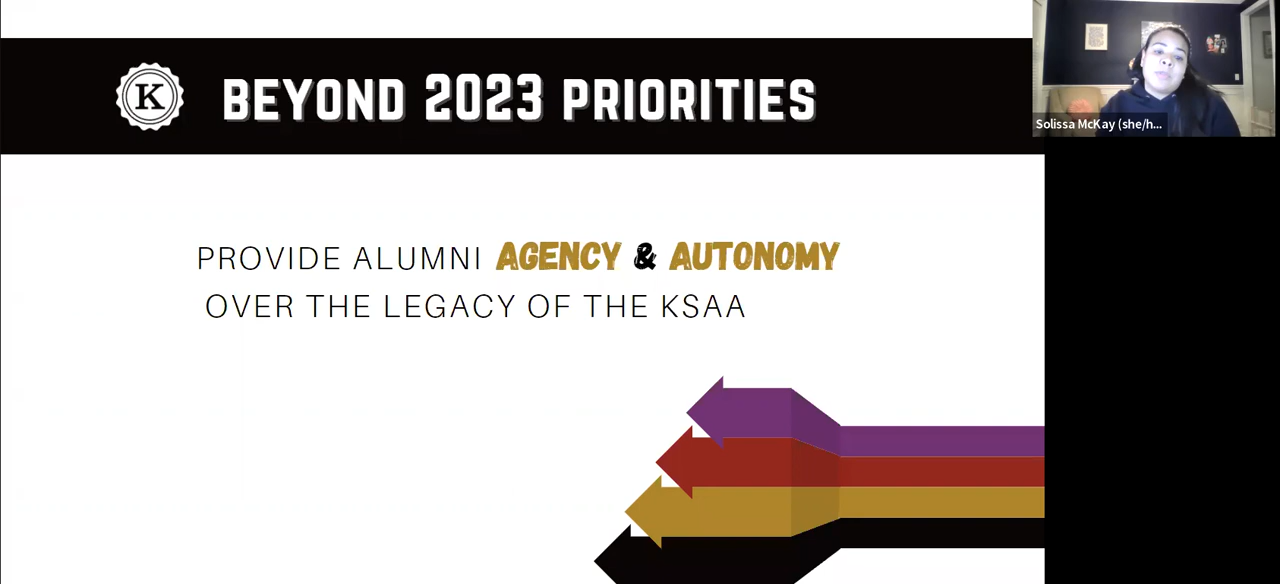 K BEYOND 2023 PRIORITIES
Solissa McKay (she/h...
PROVIDE ALUMNI AGENCY & AUTONOMY
OVER THE LEGACY OF THE KSAA